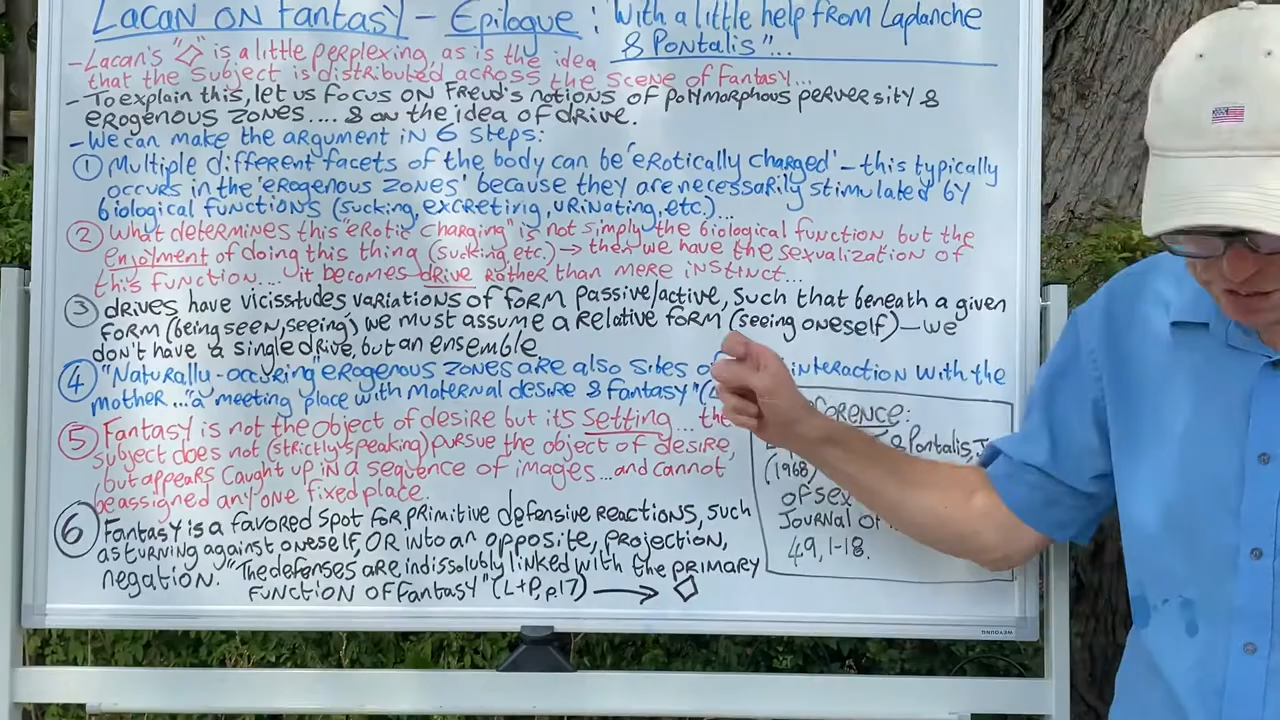 LACAN ON FANTASY - EPILOGUE: With a little help from Laplanche
& Pontalis"...
- Lacan's "◇" is a little perplexing, as is the idea
that the subject is distributed across the scene of fantasy...
- To explain this, let us focus on Freud's notions of polymorphous perversity &
erogenous zones.... & on the idea of drive.
- We can make the argument in 6 steps:
① Multiple different facets of the body can be 'erotically charged' - this typically
occurs in the 'erogenous zones' because they are necessarily stimulated by
biological functions (sucking, excreting, urinating, etc.)...
② What determines this "erotic charging" is not simply the biological function but the
enjoyment of doing this thing (sucking, etc.) → then we have the sexualization of
this function.... it becomes drive rather than mere instinct...
③ drives have vicissitudes, variations of form passive/active, such that beneath a given
form (being seen, seeing) we must assume a relative form (seeing oneself) - we
don't have a single drive, but an ensemble
④ "Naturally-occuring" erogenous zones are also sites interaction with the
mother... "a meeting place with maternal desire & fantasy" (
⑤ Fantasy is not the object of desire but its setting... the
subject does not (strictly speaking) pursue the object of desire,
but appears caught up in a sequence of images... and cannot
be assigned any one fixed place.
⑥ Fantasy is a favored spot for primitive defensive reactions, such
as turning against oneself, or into an opposite, projection,
negation. "The defenses are indissolubly linked with the primary
function of fantasy" (L+P, p.17) → ◇
ERENCE:
& Pontalis, J
(1968)
of sex
Journal of
49, 1-18.
WEYOUNG